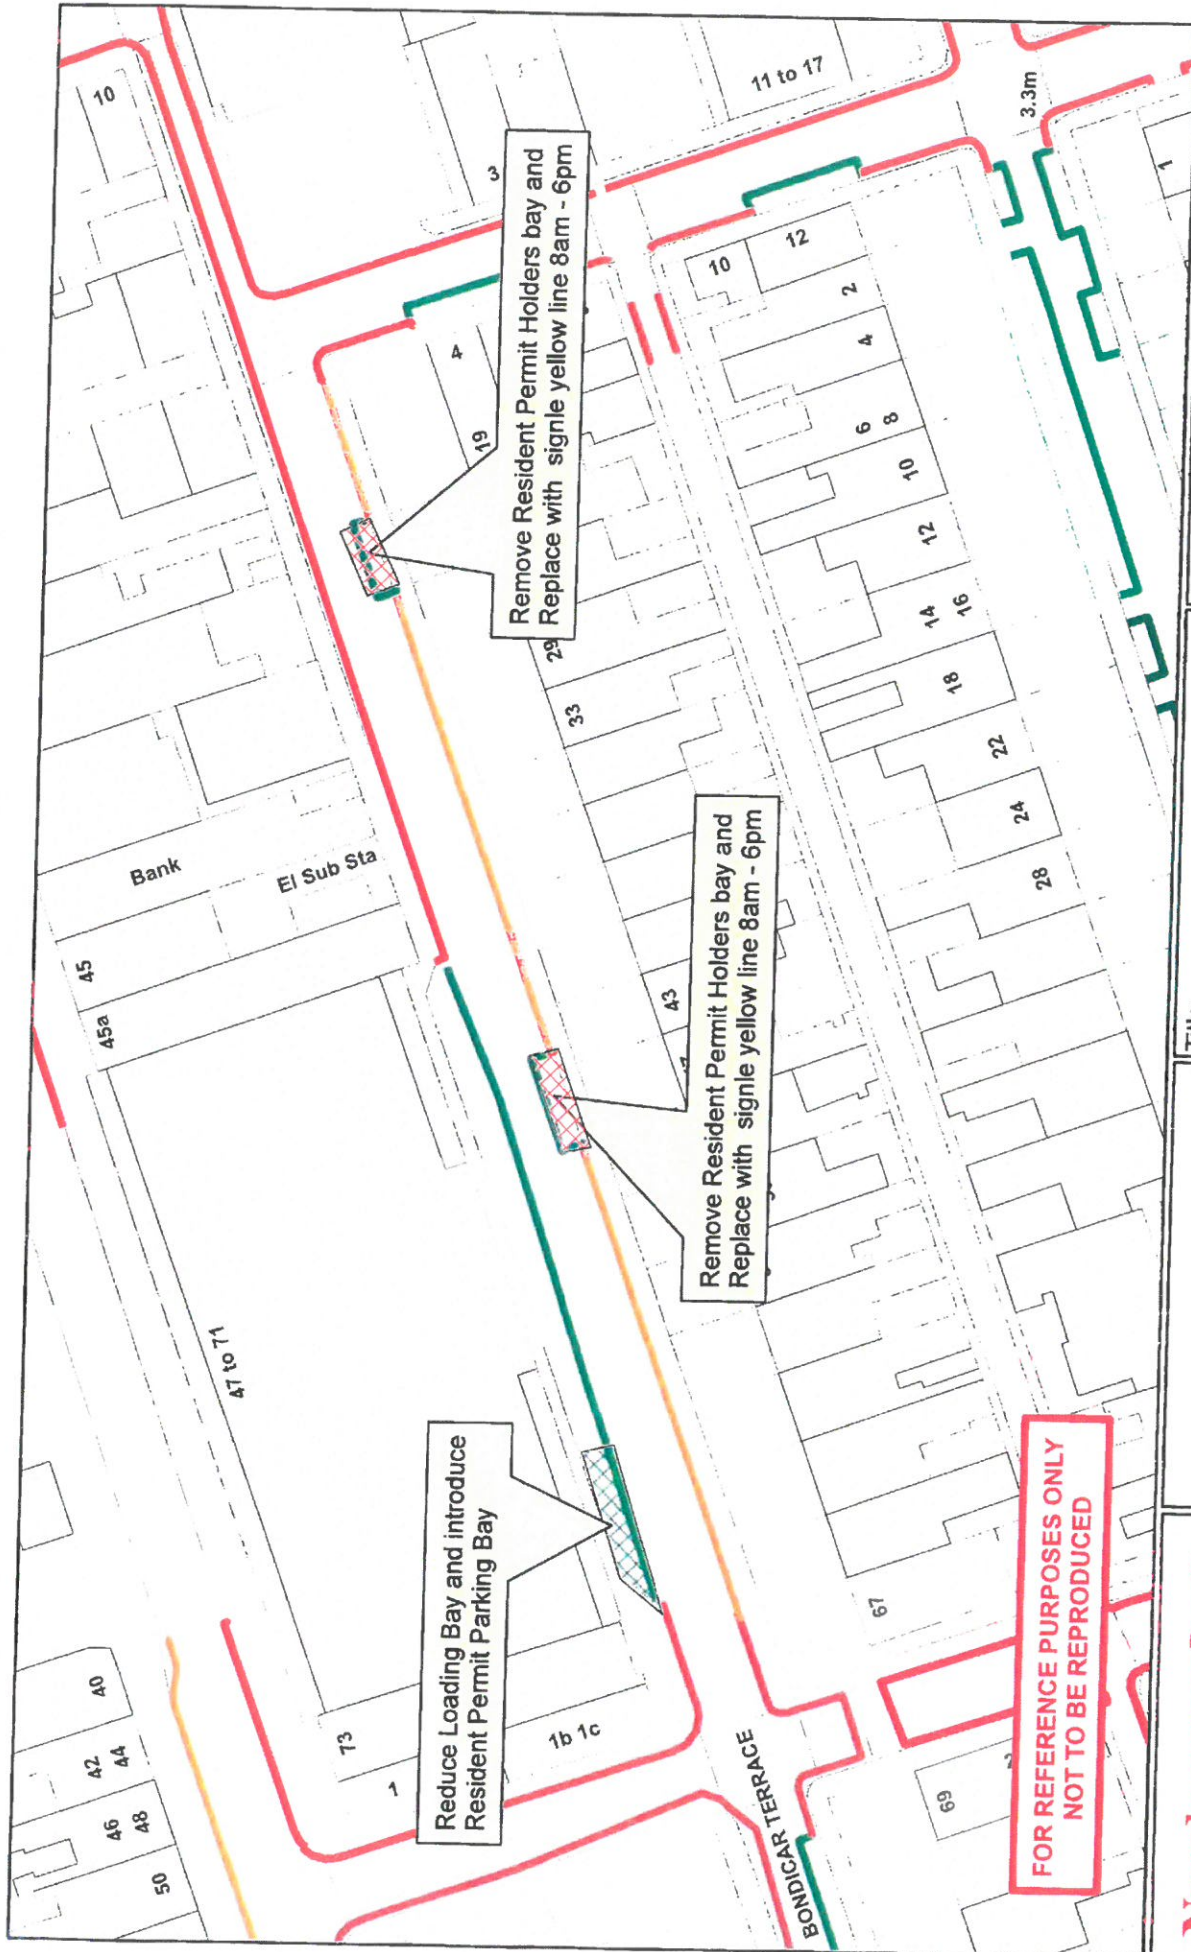 10
11 to 17
3.3m
3
1
Remove Resident Permit Holders bay and
Replace with signle yellow line 8am - 6pm
10
12
4
19
2
4
6
8
10
12
14
16
18
22
24
28
29
33
43
Bank
El Sub Sta
45
45a
Remove Resident Permit Holders bay and
Replace with signle yellow line 8am - 6pm
47 to 71
Reduce Loading Bay and introduce
Resident Permit Parking Bay
40
42
44
46
48
50
73
1
1b 1c
67
69
BONDICAR TERRACE
FOR REFERENCE PURPOSES ONLY
NOT TO BE REPRODUCED